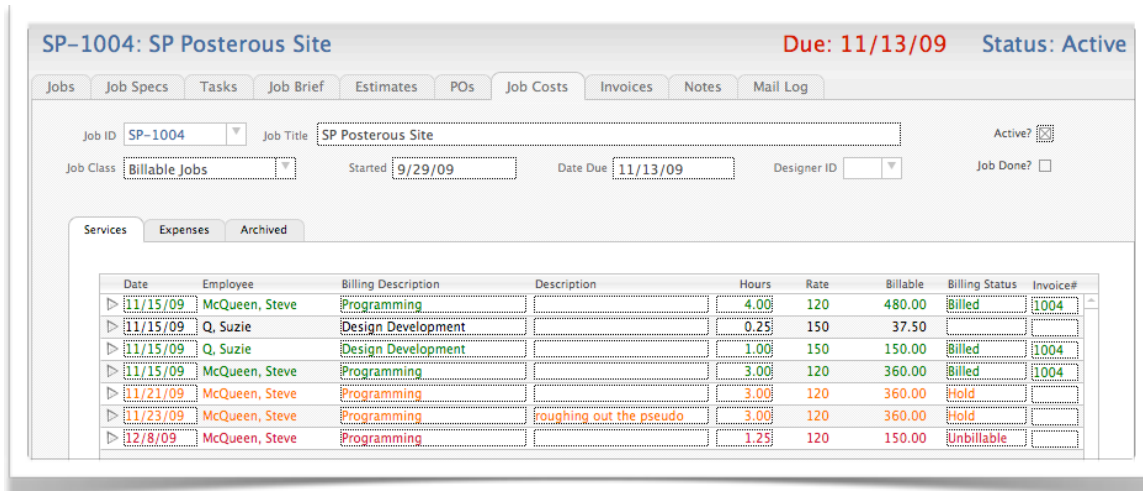 SP-1004: SP Posterous Site Due: 11/13/09 Status: Active
Jobs Job Specs Tasks Job Brief Estimates POs Job Costs Invoices Notes Mail Log
Job ID SP-1004 Job Title SP Posterous Site Active?
Job Class Billable Jobs Started 9/29/09 Date Due 11/13/09 Designer ID Job Done?
Services Expenses Archived
Date Employee Billing Description Description Hours Rate Billable Billing Status Invoice#
11/15/09 McQueen, Steve Programming 4.00 120 480.00 Billed 1004
11/15/09 Q, Suzie Design Development 0.25 150 37.50
11/15/09 Q, Suzie Design Development 1.00 150 150.00 Billed 1004
11/15/09 McQueen, Steve Programming 3.00 120 360.00 Billed 1004
11/21/09 McQueen, Steve Programming 3.00 120 360.00 Hold
11/23/09 McQueen, Steve Programming roughing out the pseudo 3.00 120 360.00 Hold
12/8/09 McQueen, Steve Programming 1.25 120 150.00 Unbillable